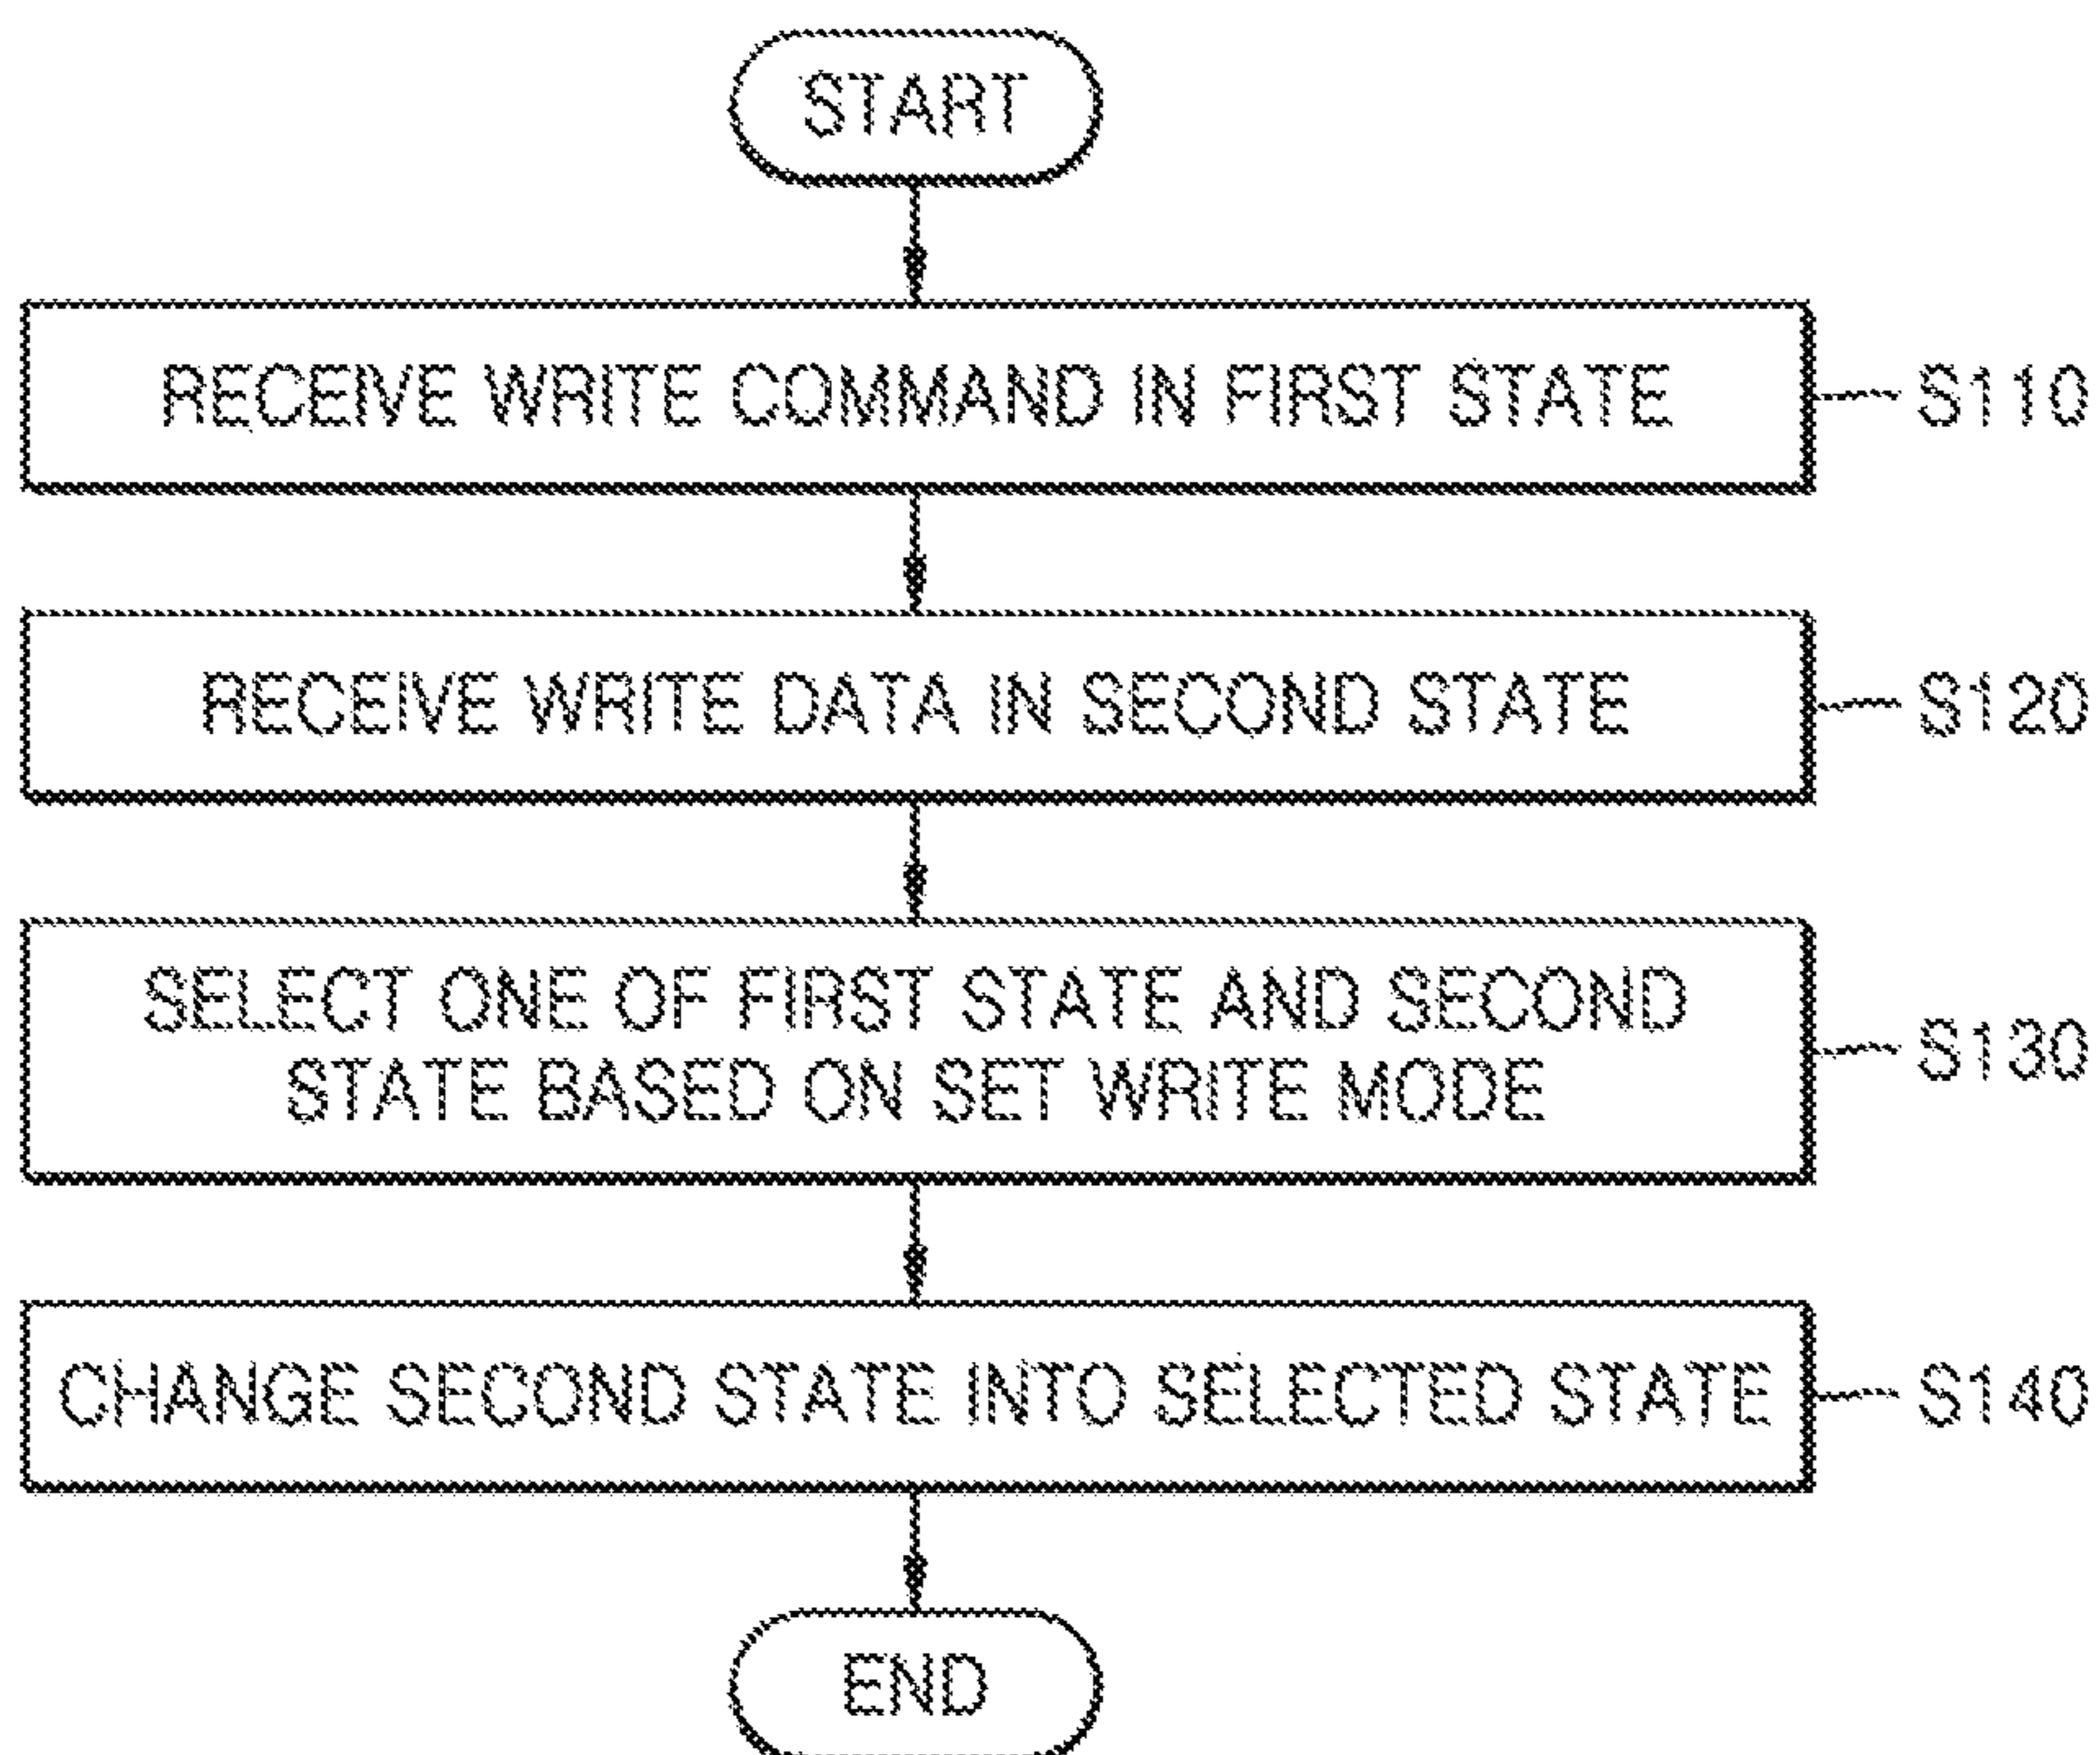 START
RECEIVE WRITE COMMAND IN FIRST STATE
S110
RECEIVE WRITE DATA IN SECOND STATE
S120
SELECT ONE OF FIRST STATE AND SECOND
STATE BASED ON SET WRITE MODE
S130
CHANGE SECOND STATE INTO SELECTED STATE
S140
END